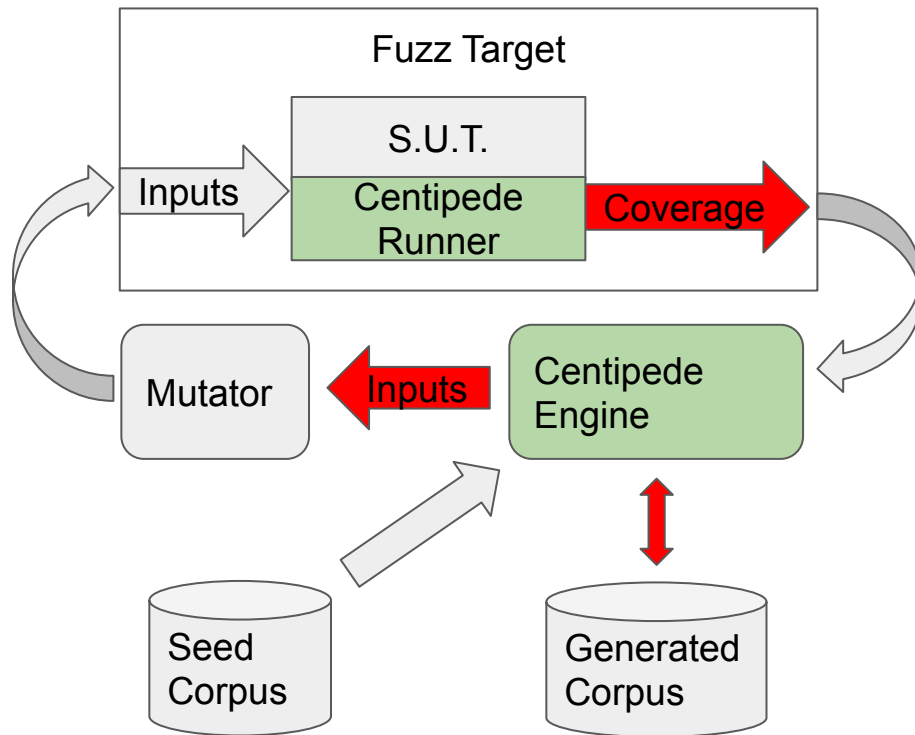 Fuzz Target
S.U.T.
Inputs
Centipede
Runner
Coverage
Mutator
Inputs
Centipede
Engine
Seed
Corpus
Generated
Corpus